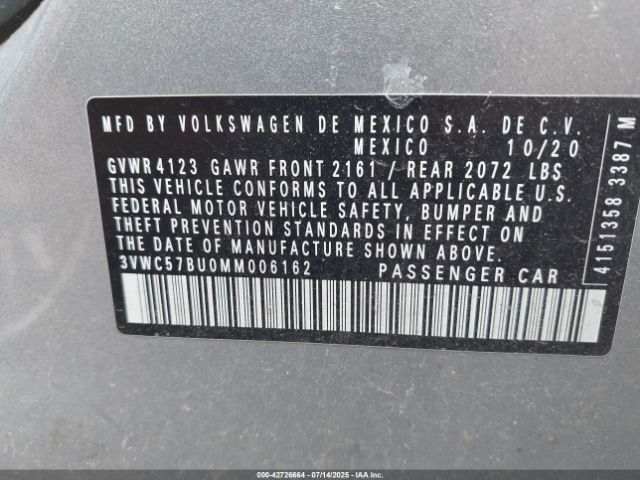 MFD BY VOLKSWAGEN DE MEXICO S.A. DE C.V.
MEXICO 10/20
GVWR 4123 GAWR FRONT 2161 / REAR 2072 LBS
THIS VEHICLE CONFORMS TO ALL APPLICABLE U.S.
FEDERAL MOTOR VEHICLE SAFETY, BUMPER AND
THEFT PREVENTION STANDARDS IN EFFECT ON
THE DATE OF MANUFACTURE SHOWN ABOVE.
3VWC57BU0MM006162 PASSENGER CAR
4151358 3387 M
000-42726664 - 07/14/2025 - IAAI.COM